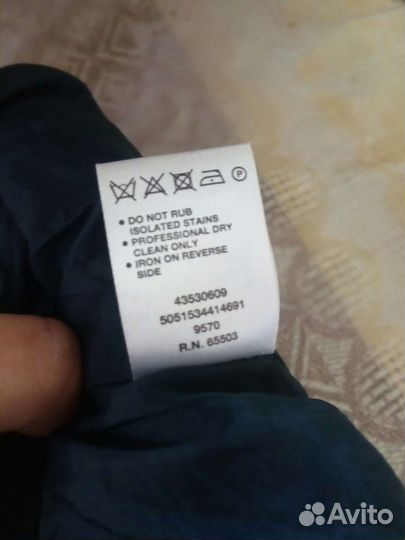 P
• DO NOT RUB
ISOLATED STAINS
• PROFESSIONAL DRY
CLEAN ONLY
• IRON ON REVERSE
SIDE
43530609
5051534414691
9570
R.N. 65503
Avito